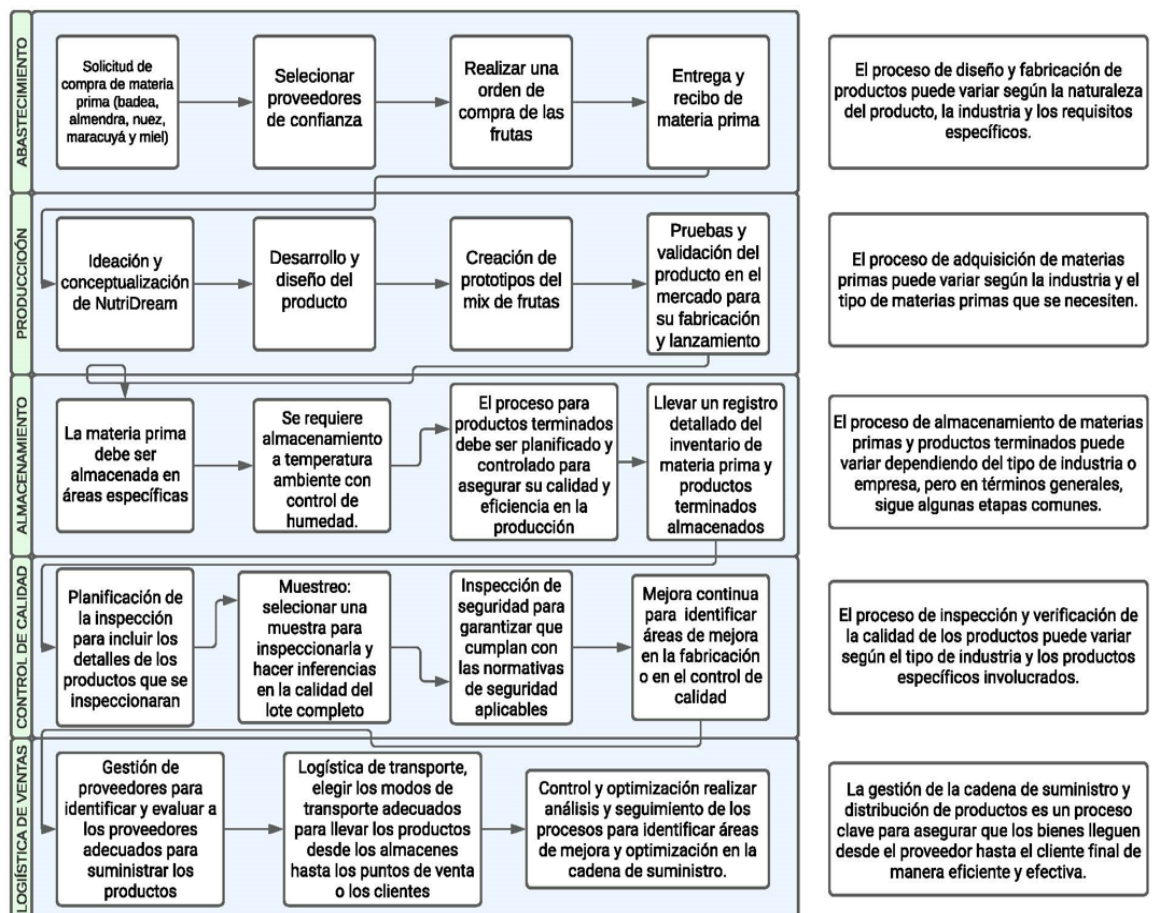 ABASTECIMIENTO
Solicitud de
compra de materia
prima (badea,
almendra, nuez,
maracuyá y miel)
Selecionar
proveedores
de confianza
Realizar una
orden de
compra de las
frutas
Entrega y
recibo de
materia prima
El proceso de diseño y fabricación de
productos puede variar según la naturaleza
del producto, la industria y los requisitos
específicos.
PRODUCCIOÓN
Ideación y
conceptualización
de NutriDream
Desarrollo y
diseño del
producto
Creación de
prototipos del
mix de frutas
Pruebas y
validación del
producto en el
mercado para
su fabricación
y lanzamiento
El proceso de adquisición de materias
primas puede variar según la industria y el
tipo de materias primas que se necesiten.
ALMACENAMIENTO
La materia prima
debe ser
almacenada en
áreas específicas
Se requiere
almacenamiento
a temperatura
ambiente con
control de
humedad.
El proceso para
productos terminados
debe ser planificado y
controlado para
asegurar su calidad y
eficiencia en la
producción
Llevar un registro
detallado del
inventario de
materia prima y
productos
terminados
almacenados
El proceso de almacenamiento de materias
primas y productos terminados puede
variar dependiendo del tipo de industria o
empresa, pero en términos generales,
sigue algunas etapas comunes.
CONTROL DE CALIDAD
Planificación de
la inspección
para incluir los
detalles de los
productos que se
inspeccionaran
Muestreo:
selecionar una
muestra para
inspeccionarla y
hacer inferencias
en la calidad del
lote completo
Inspección de
seguridad para
garantizar que
cumplan con
las normativas
de seguridad
aplicables
Mejora continua
para identificar
áreas de mejora
en la fabricación
o en el control de
calidad
El proceso de inspección y verificación de
la calidad de los productos puede variar
según el tipo de industria y los productos
específicos involucrados.
LOGIÍSTICA DE VENTAS
Gestión de
proveedores para
identificar y evaluar a
los proveedores
adecuados para
suministrar los
productos
Logística de transporte,
elegir los modos de
transporte adecuados
para llevar los productos
desde los almacenes
hasta los puntos de venta
o los clientes
Control y optimización realizar
análisis y seguimiento de los
procesos para identificar áreas
de mejora y optimización en la
cadena de suministro.
La gestión de la cadena de suministro y
distribución de productos es un proceso
clave para asegurar que los bienes lleguen
desde el proveedor hasta el cliente final de
manera eficiente y efectiva.